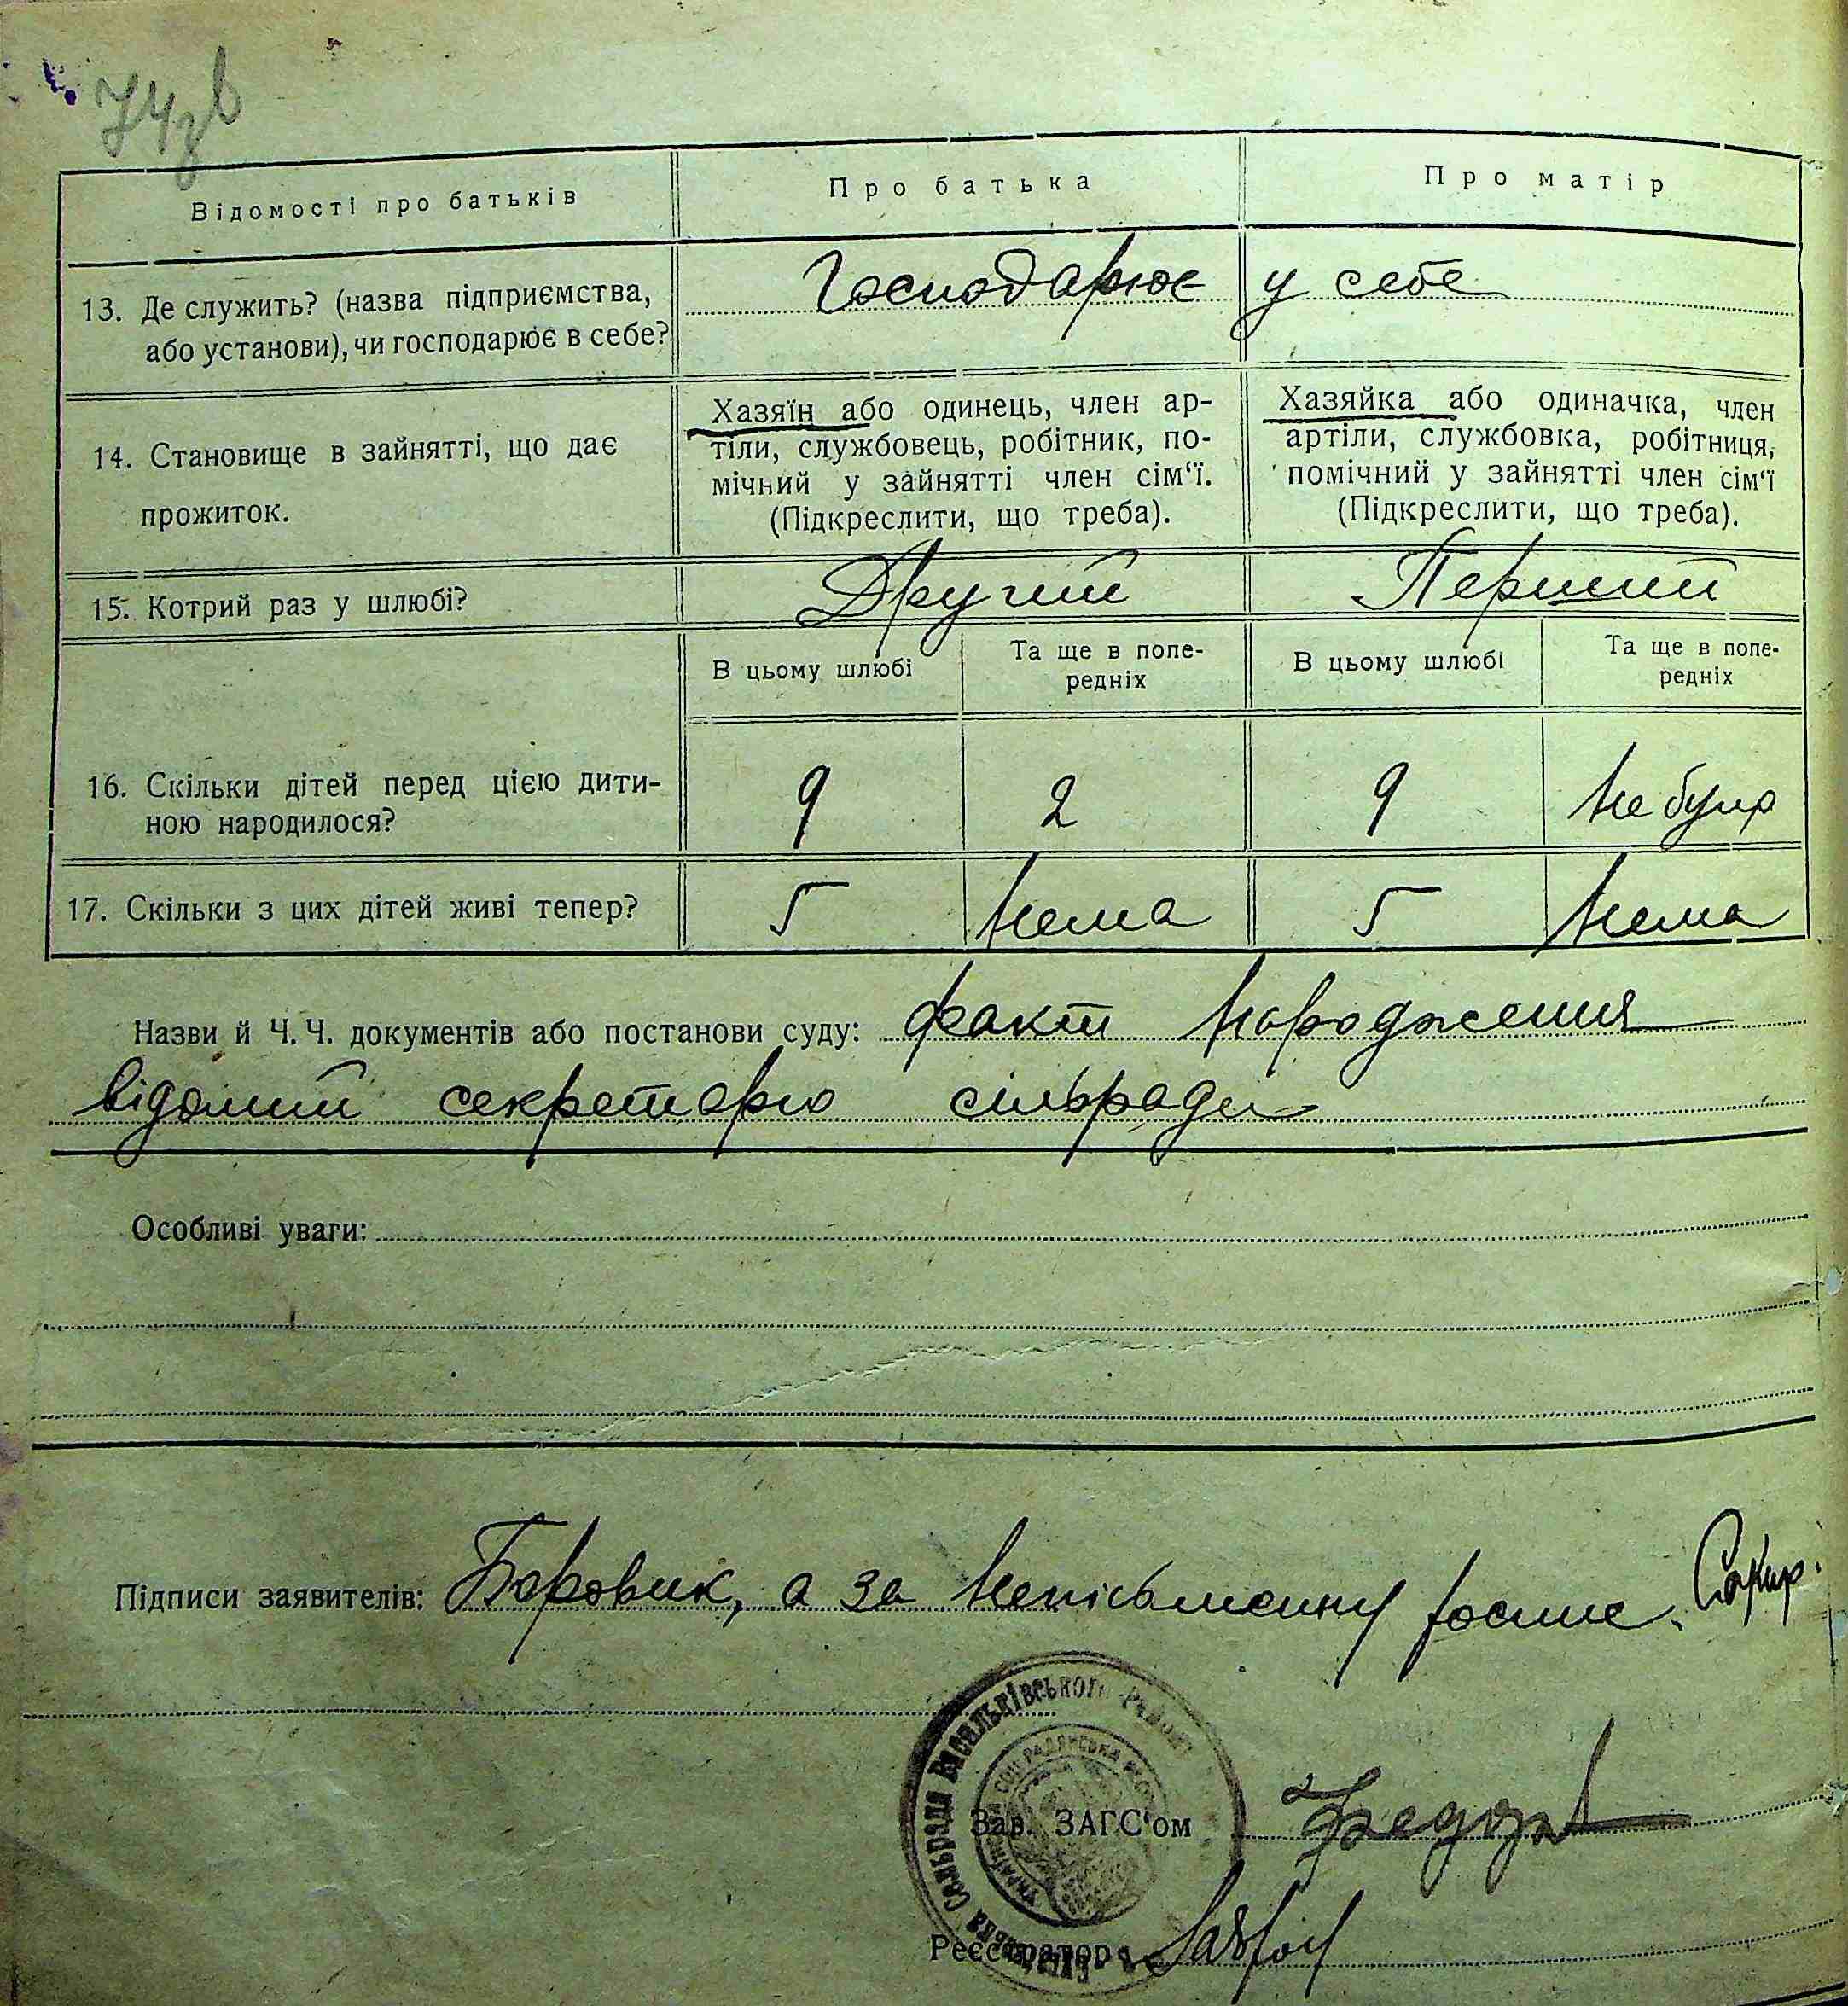 74зв
Відомості про батьків
Про батька
Про матір
13. Де служить? (назва підприємства,
або установи), чи господарює в себе?
Господарює у себе
14. Становище в зайнятті, що дає
прожиток.
Хазяїн або одинець, член ар-
тіли, службовець, робітник, по-
мічний у зайнятті член сім‘ї.
(Підкреслити, що треба).
Хазяйка або одиначка, член
артіли, службовка, робітниця,
помічний у зайнятті член сім‘ї
(Підкреслити, що треба).
15. Котрий раз у шлюбі?
Другий
Перший
В цьому шлюбі
Та ще в попе-
редніх
В цьому шлюбі
Та ще в попе-
редніх
16. Скільки дітей перед цією дити-
ною народилося?
9
2
9
не було
17. Скільки з цих дітей живі тепер?
5
нема
5
нема
Назви й Ч. Ч. документів або постанови суду: факт народження
відомий секретарю сільради
Особливі уваги:
Підписи заявителів: Боровик, а за неписьменну
Сільрада Васильківського Району
Зав. ЗАГС‘ом
Реєстратор